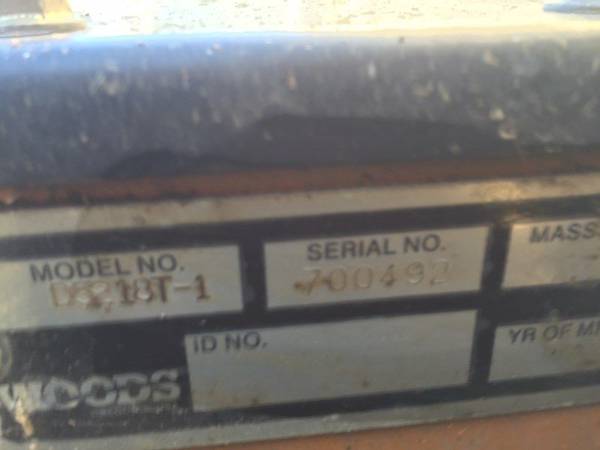 MODEL NO.
SERIAL NO.
MASS
700492
ID NO.
YR OF M
WOODS